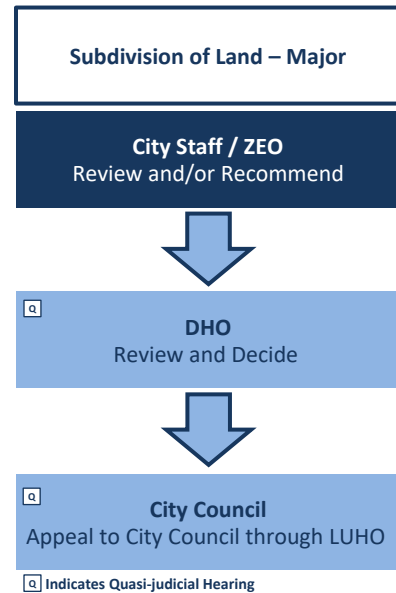 Subdivision of Land – Major
City Staff / ZEO
Review and/or Recommend
Q
DHO
Review and Decide
Q
City Council
Appeal to City Council through LUHO
Q Indicates Quasi-judicial Hearing